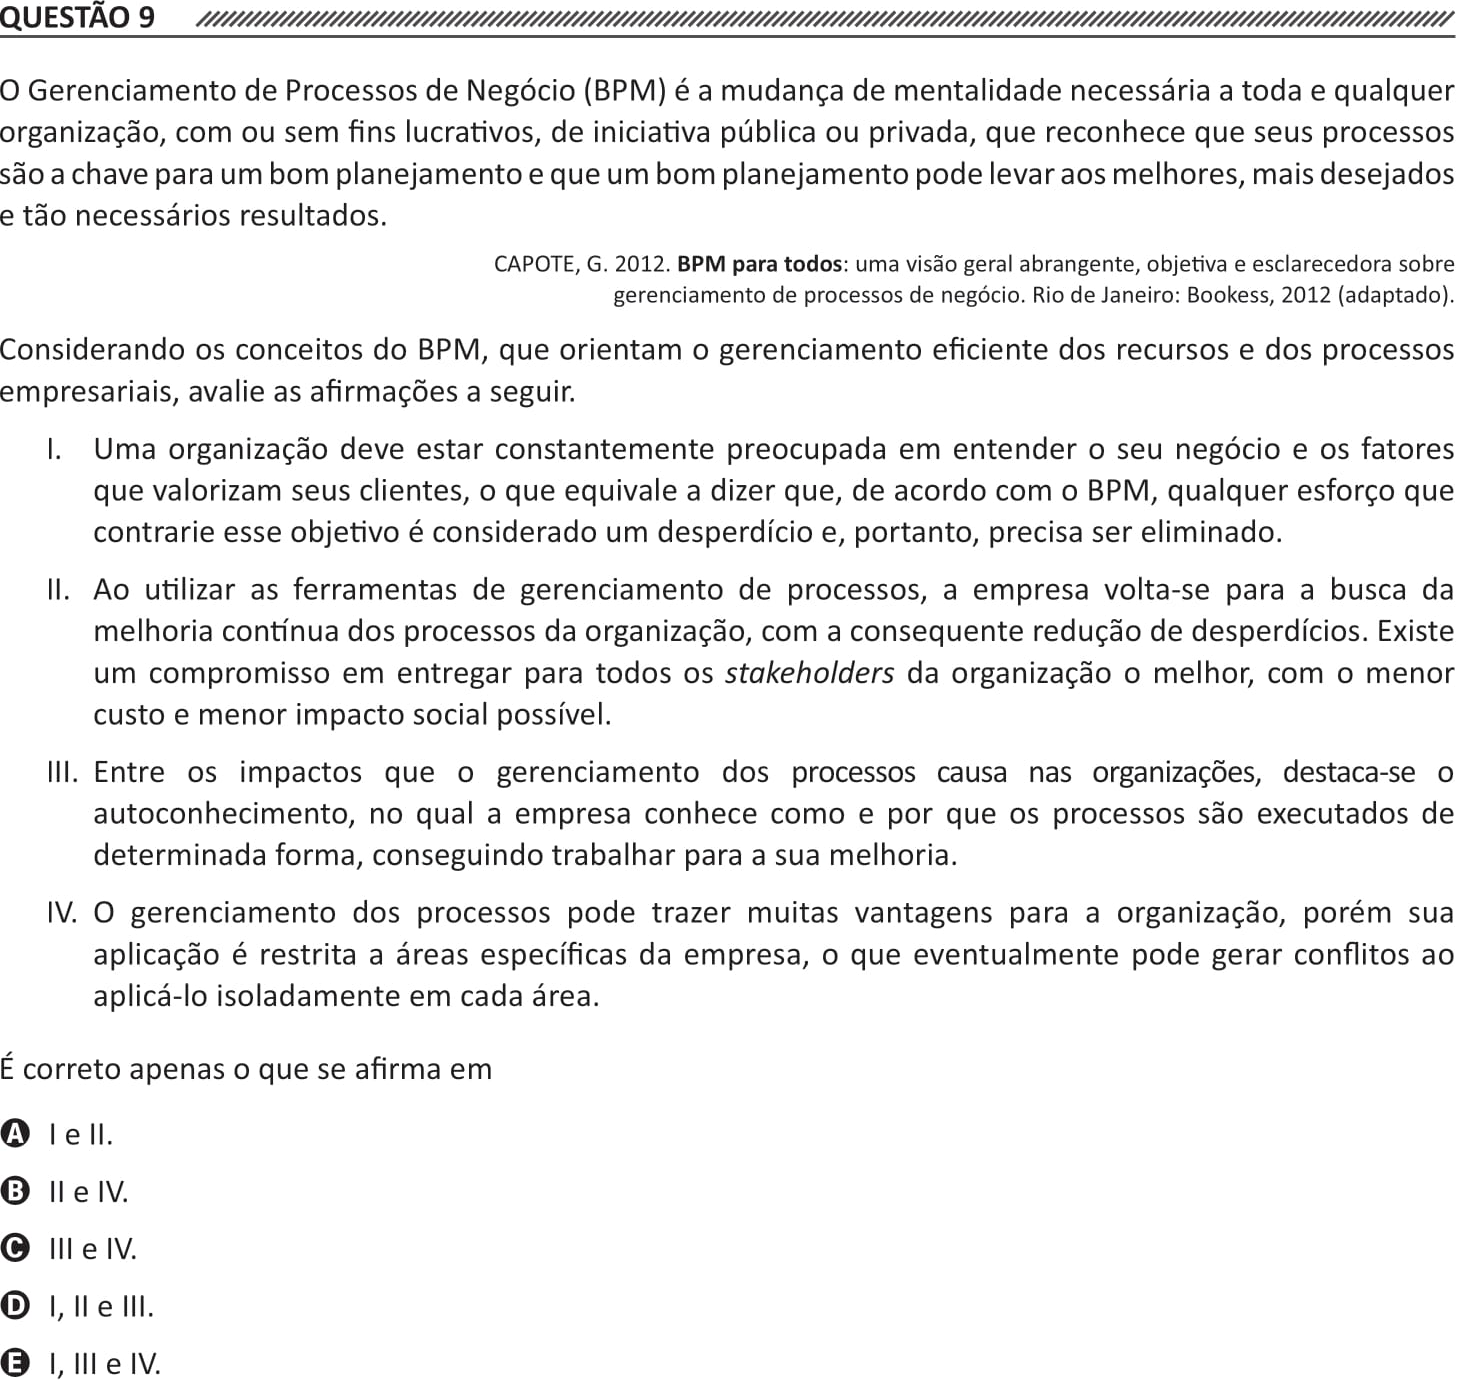 QUESTÃO 9
O Gerenciamento de Processos de Negócio (BPM) é a mudança de mentalidade necessária a toda e qualquer
organização, com ou sem fins lucrativos, de iniciativa pública ou privada, que reconhece que seus processos
são a chave para um bom planejamento e que um bom planejamento pode levar aos melhores, mais desejados
e tão necessários resultados.
CAPOTE, G. 2012. BPM para todos: uma visão geral abrangente, objetiva e esclarecedora sobre
gerenciamento de processos de negócio. Rio de Janeiro: Bookess, 2012 (adaptado).
Considerando os conceitos do BPM, que orientam o gerenciamento eficiente dos recursos e dos processos
empresariais, avalie as afirmações a seguir.
I. Uma organização deve estar constantemente preocupada em entender o seu negócio e os fatores
que valorizam seus clientes, o que equivale a dizer que, de acordo com o BPM, qualquer esforço que
contrarie esse objetivo é considerado um desperdício e, portanto, precisa ser eliminado.
II. Ao utilizar as ferramentas de gerenciamento de processos, a empresa volta-se para a busca da
melhoria contínua dos processos da organização, com a consequente redução de desperdícios. Existe
um compromisso em entregar para todos os stakeholders da organização o melhor, com o menor
custo e menor impacto social possível.
III. Entre os impactos que o gerenciamento dos processos causa nas organizações, destaca-se o
autoconhecimento, no qual a empresa conhece como e por que os processos são executados de
determinada forma, conseguindo trabalhar para a sua melhoria.
IV. O gerenciamento dos processos pode trazer muitas vantagens para a organização, porém sua
aplicação é restrita a áreas específicas da empresa, o que eventualmente pode gerar conflitos ao
aplicá-lo isoladamente em cada área.
É correto apenas o que se afirma em
A I e II.
B II e IV.
C III e IV.
D I, II e III.
E I, III e IV.